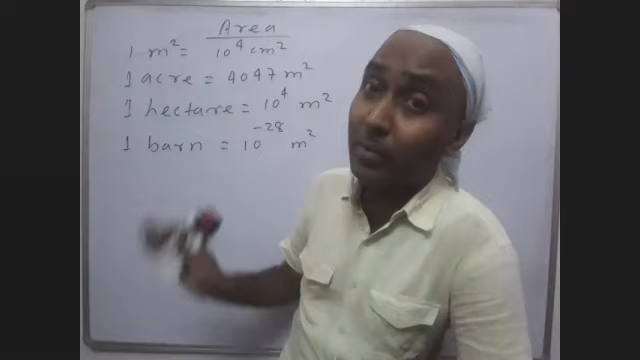 Area
1 m² = 10⁴ cm²
1 acre = 4047 m²
1 hectare = 10⁴ m²
1 barn = 10⁻²⁸ m²